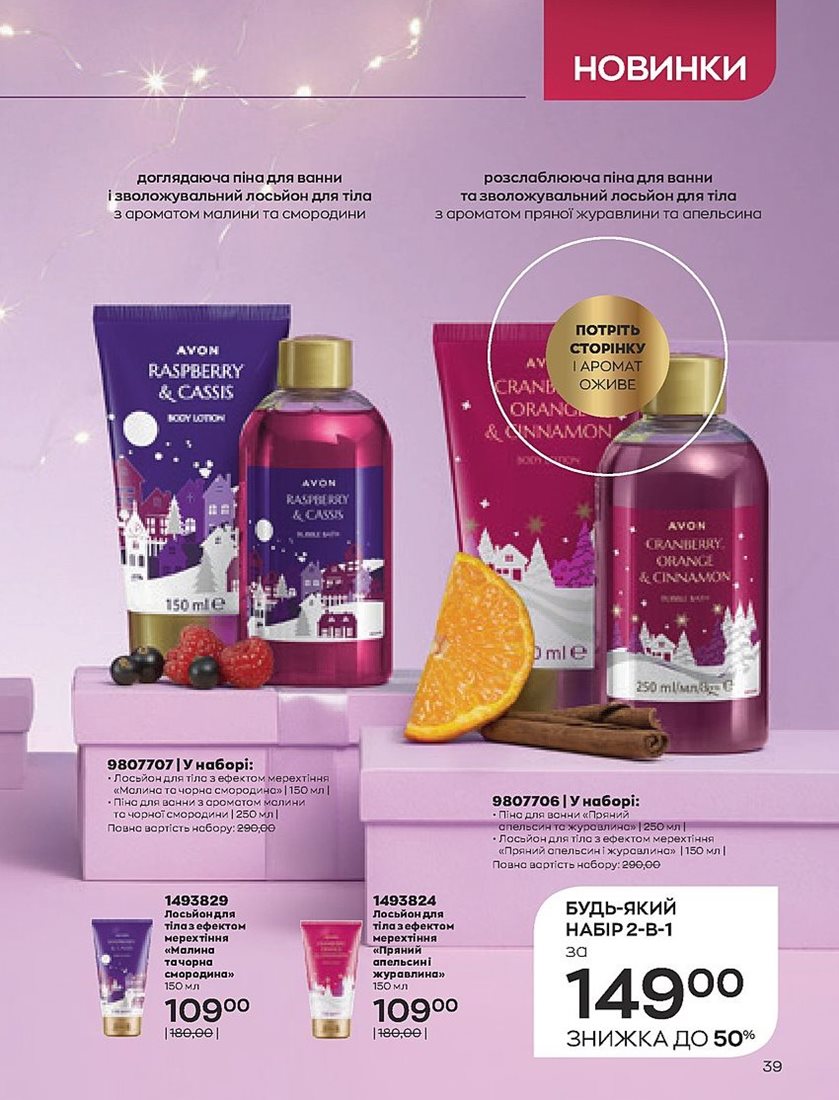 НОВИНКИ
доглядаюча піна для ванни
і зволожувальний лосьйон для тіла
з ароматом малини та смородини
розслаблююча піна для ванни
та зволожувальний лосьйон для тіла
з ароматом пряної журавлини та апельсина
ПОТРІТЬ
СТОРІНКУ
І АРОМАТ
ОЖИВЕ
AVON
RASPBERRY
& CASSIS
BODY LOTION
150 ml e
AVON
RASPBERRY
& CASSIS
BUBBLE BATH
AV
CRANB
ORANGE
& CINNAMON
BODY LOTION
0 ml e
AVON
CRANBERRY,
ORANGE
& CINNAMON
BUBBLE BATH
250 ml/мл
9807707 | У наборі:
• Лосьйон для тіла з ефектом мерехтіння
«Малина та чорна смородина» | 150 мл |
• Піна для ванни з ароматом малини
та чорної смородини | 250 мл |
Повна вартість набору: 290,00
9807706 | У наборі:
• Піна для ванни «Пряний
апельсин та журавлина» | 250 мл |
• Лосьйон для тіла з ефектом мерехтіння
«Пряний апельсин і журавлина» | 150 мл |
Повна вартість набору: 290,00
1493829
Лосьйон для
тіла з ефектом
мерехтіння
«Малина
та чорна
смородина»
150 мл
10900
| 180,00 |
1493824
Лосьйон для
тіла з ефектом
мерехтіння
«Пряний
апельсин і
журавлина»
150 мл
10900
| 180,00 |
БУДЬ-ЯКИЙ
НАБІР 2-В-1
за
14900
ЗНИЖКА ДО 50%
39